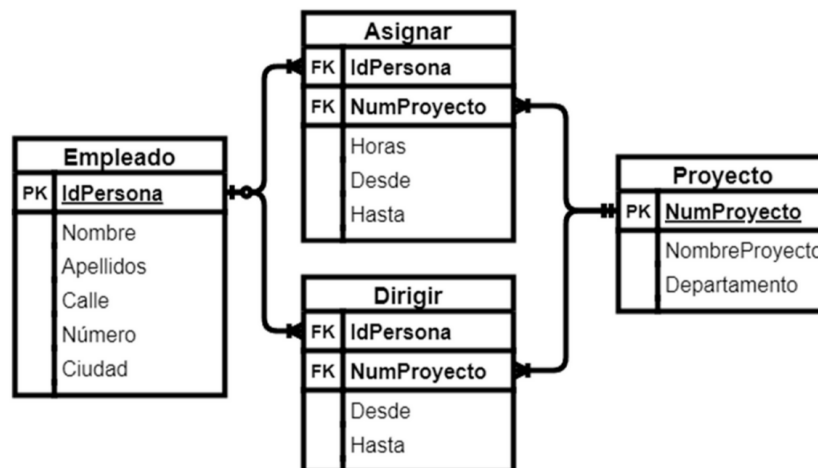 Empleado
PK IdPersona
Nombre
Apellidos
Calle
Número
Ciudad
Asignar
FK IdPersona
FK NumProyecto
Horas
Desde
Hasta
Dirigir
FK IdPersona
FK NumProyecto
Desde
Hasta
Proyecto
PK NumProyecto
NombreProyecto
Departamento